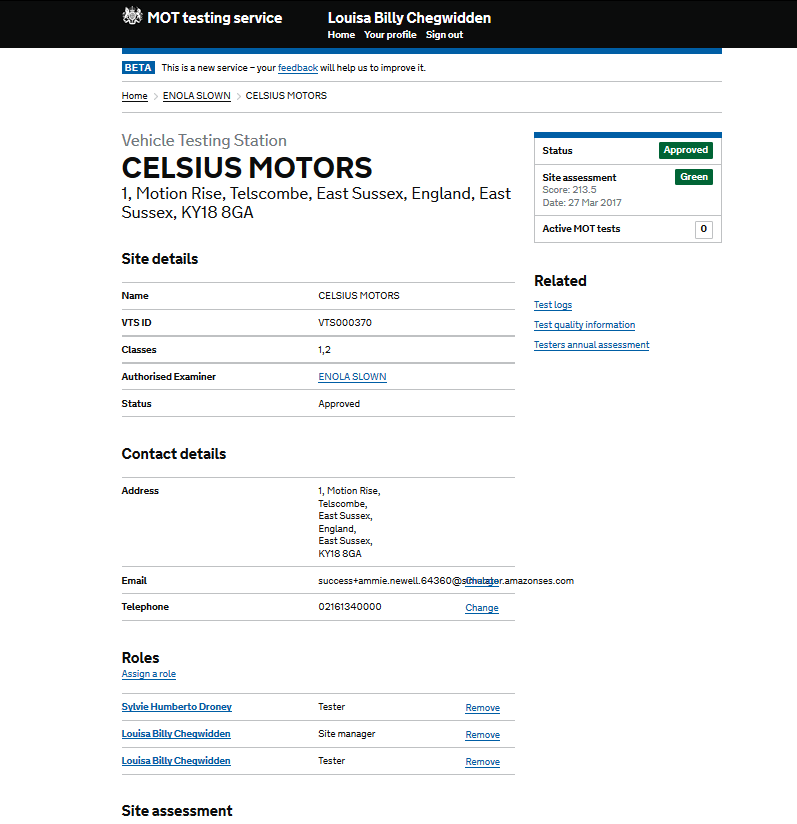 MOT testing service
Louisa Billy Chegwidden
Home Your profile Sign out
BETA This is a new service – your feedback will help us to improve it.
Home > ENOLA SLOWN > CELSIUS MOTORS
Vehicle Testing Station
CELSIUS MOTORS
1, Motion Rise, Telscombe, East Sussex, England, East
Sussex, KY18 8GA
Status Approved
Site assessment Green
Score: 213.5
Date: 27 Mar 2017
Active MOT tests 0
Related
Test logs
Test quality information
Testers annual assessment
Site details
Name CELSIUS MOTORS
VTS ID VTS000370
Classes 1,2
Authorised Examiner ENOLA SLOWN
Status Approved
Contact details
Address 1, Motion Rise,
Telscombe,
East Sussex,
England,
East Sussex,
KY18 8GA
Email success+ammie.newell.64360@simulator.amazonses.com Change
Telephone 02161340000 Change
Roles
Assign a role
Sylvie Humberto Droney Tester Remove
Louisa Billy Chegwidden Site manager Remove
Louisa Billy Chegwidden Tester Remove
Site assessment